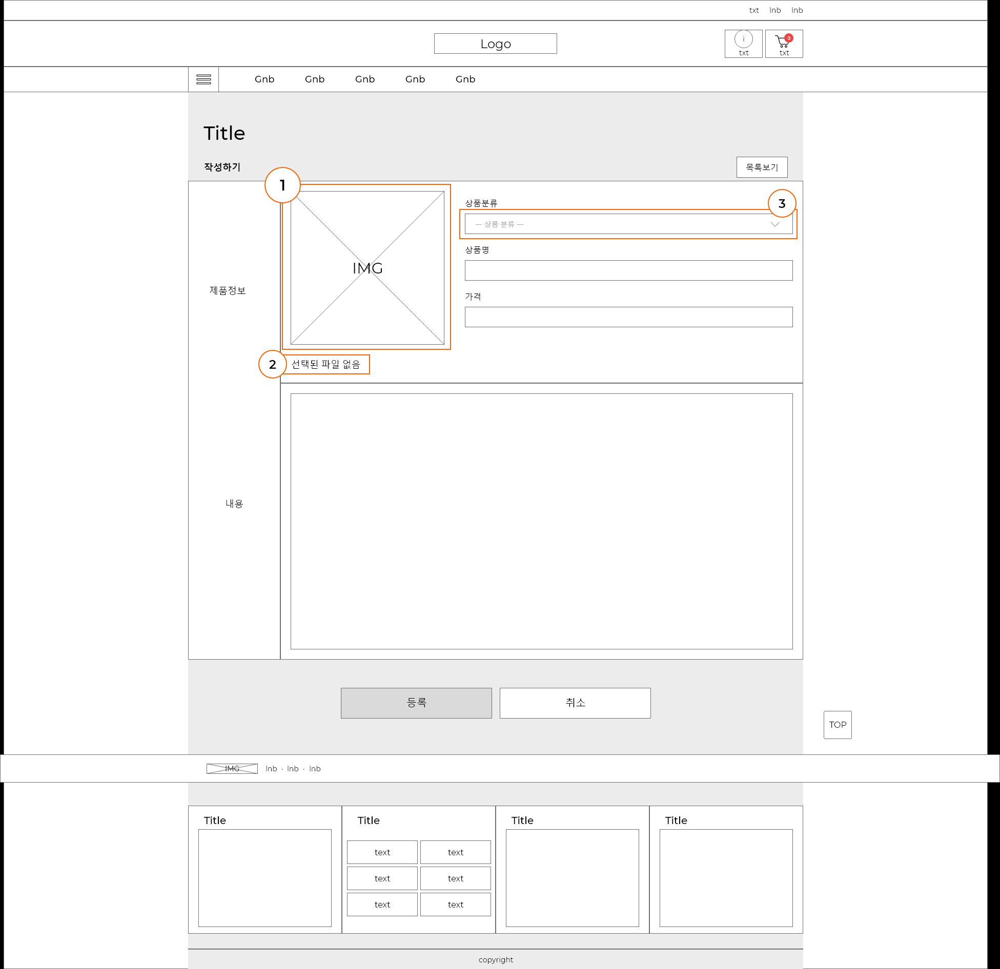 txt lnb lnb
Logo
i
txt
0
txt
Gnb Gnb Gnb Gnb Gnb
Title
작성하기
목록보기
1
3
상품분류
— 상품 분류 —
상품명
IMG
제품정보
가격
2
선택된 파일 없음
내용
등록
취소
TOP
IMG
lnb · lnb · lnb
Title
Title
text text
text text
text text
Title
Title
copyright